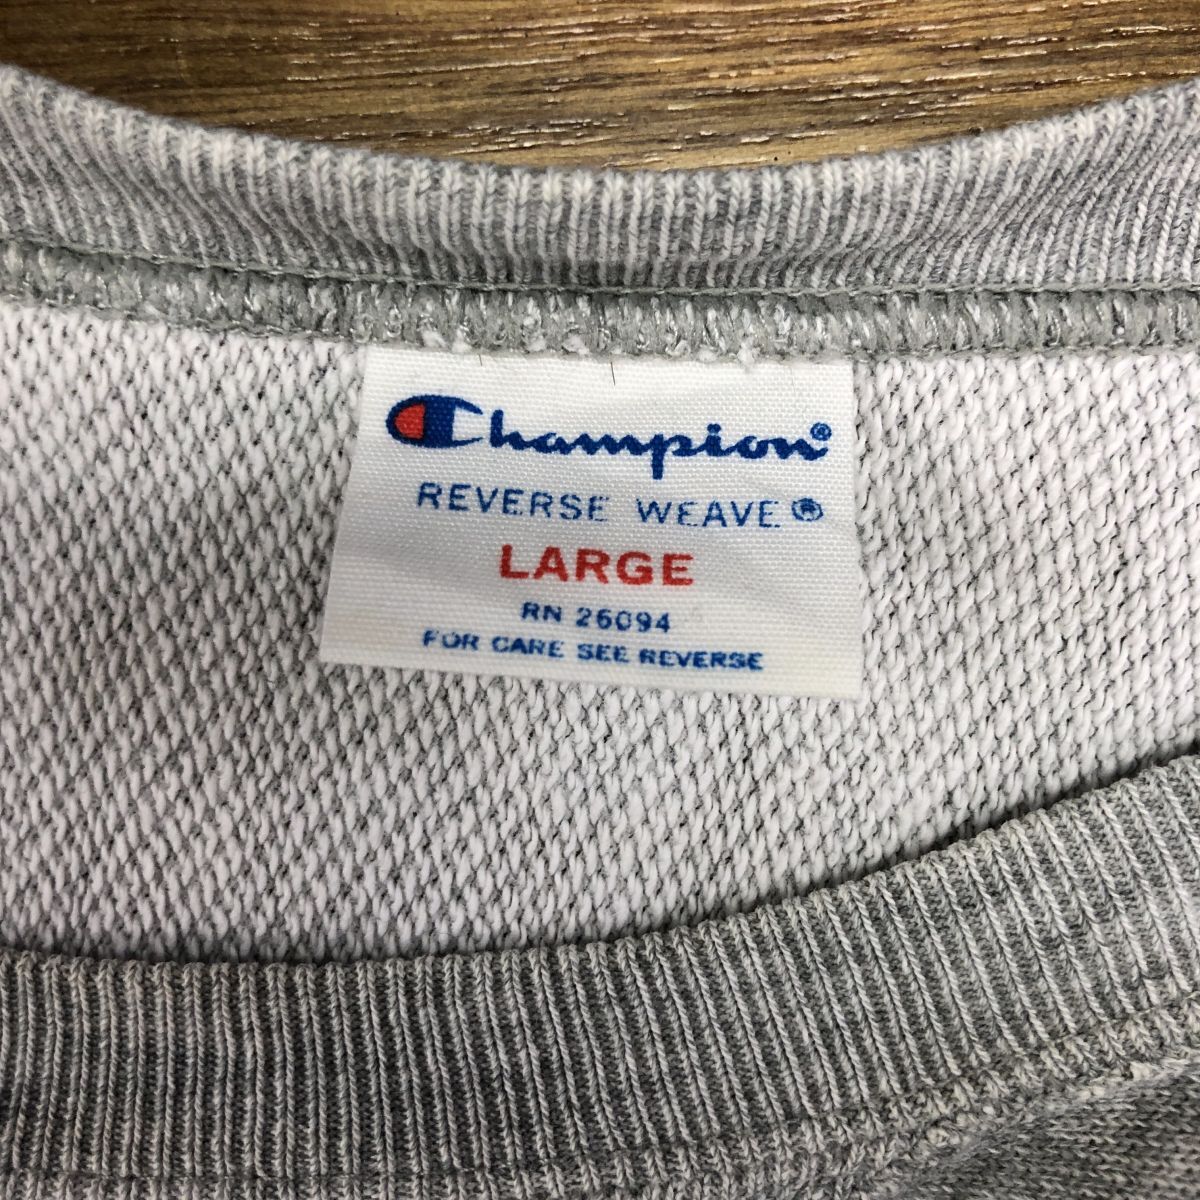 Champion®
REVERSE WEAVE®
LARGE
RN 26094
FOR CARE SEE REVERSE